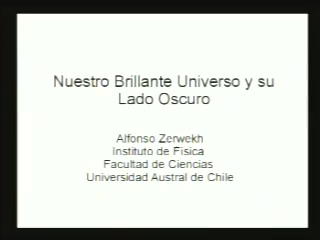 Nuestro Brillante Universo y su
Lado Oscuro
Alfonso Zerwekh
Instituto de Física
Facultad de Ciencias
Universidad Austral de Chile